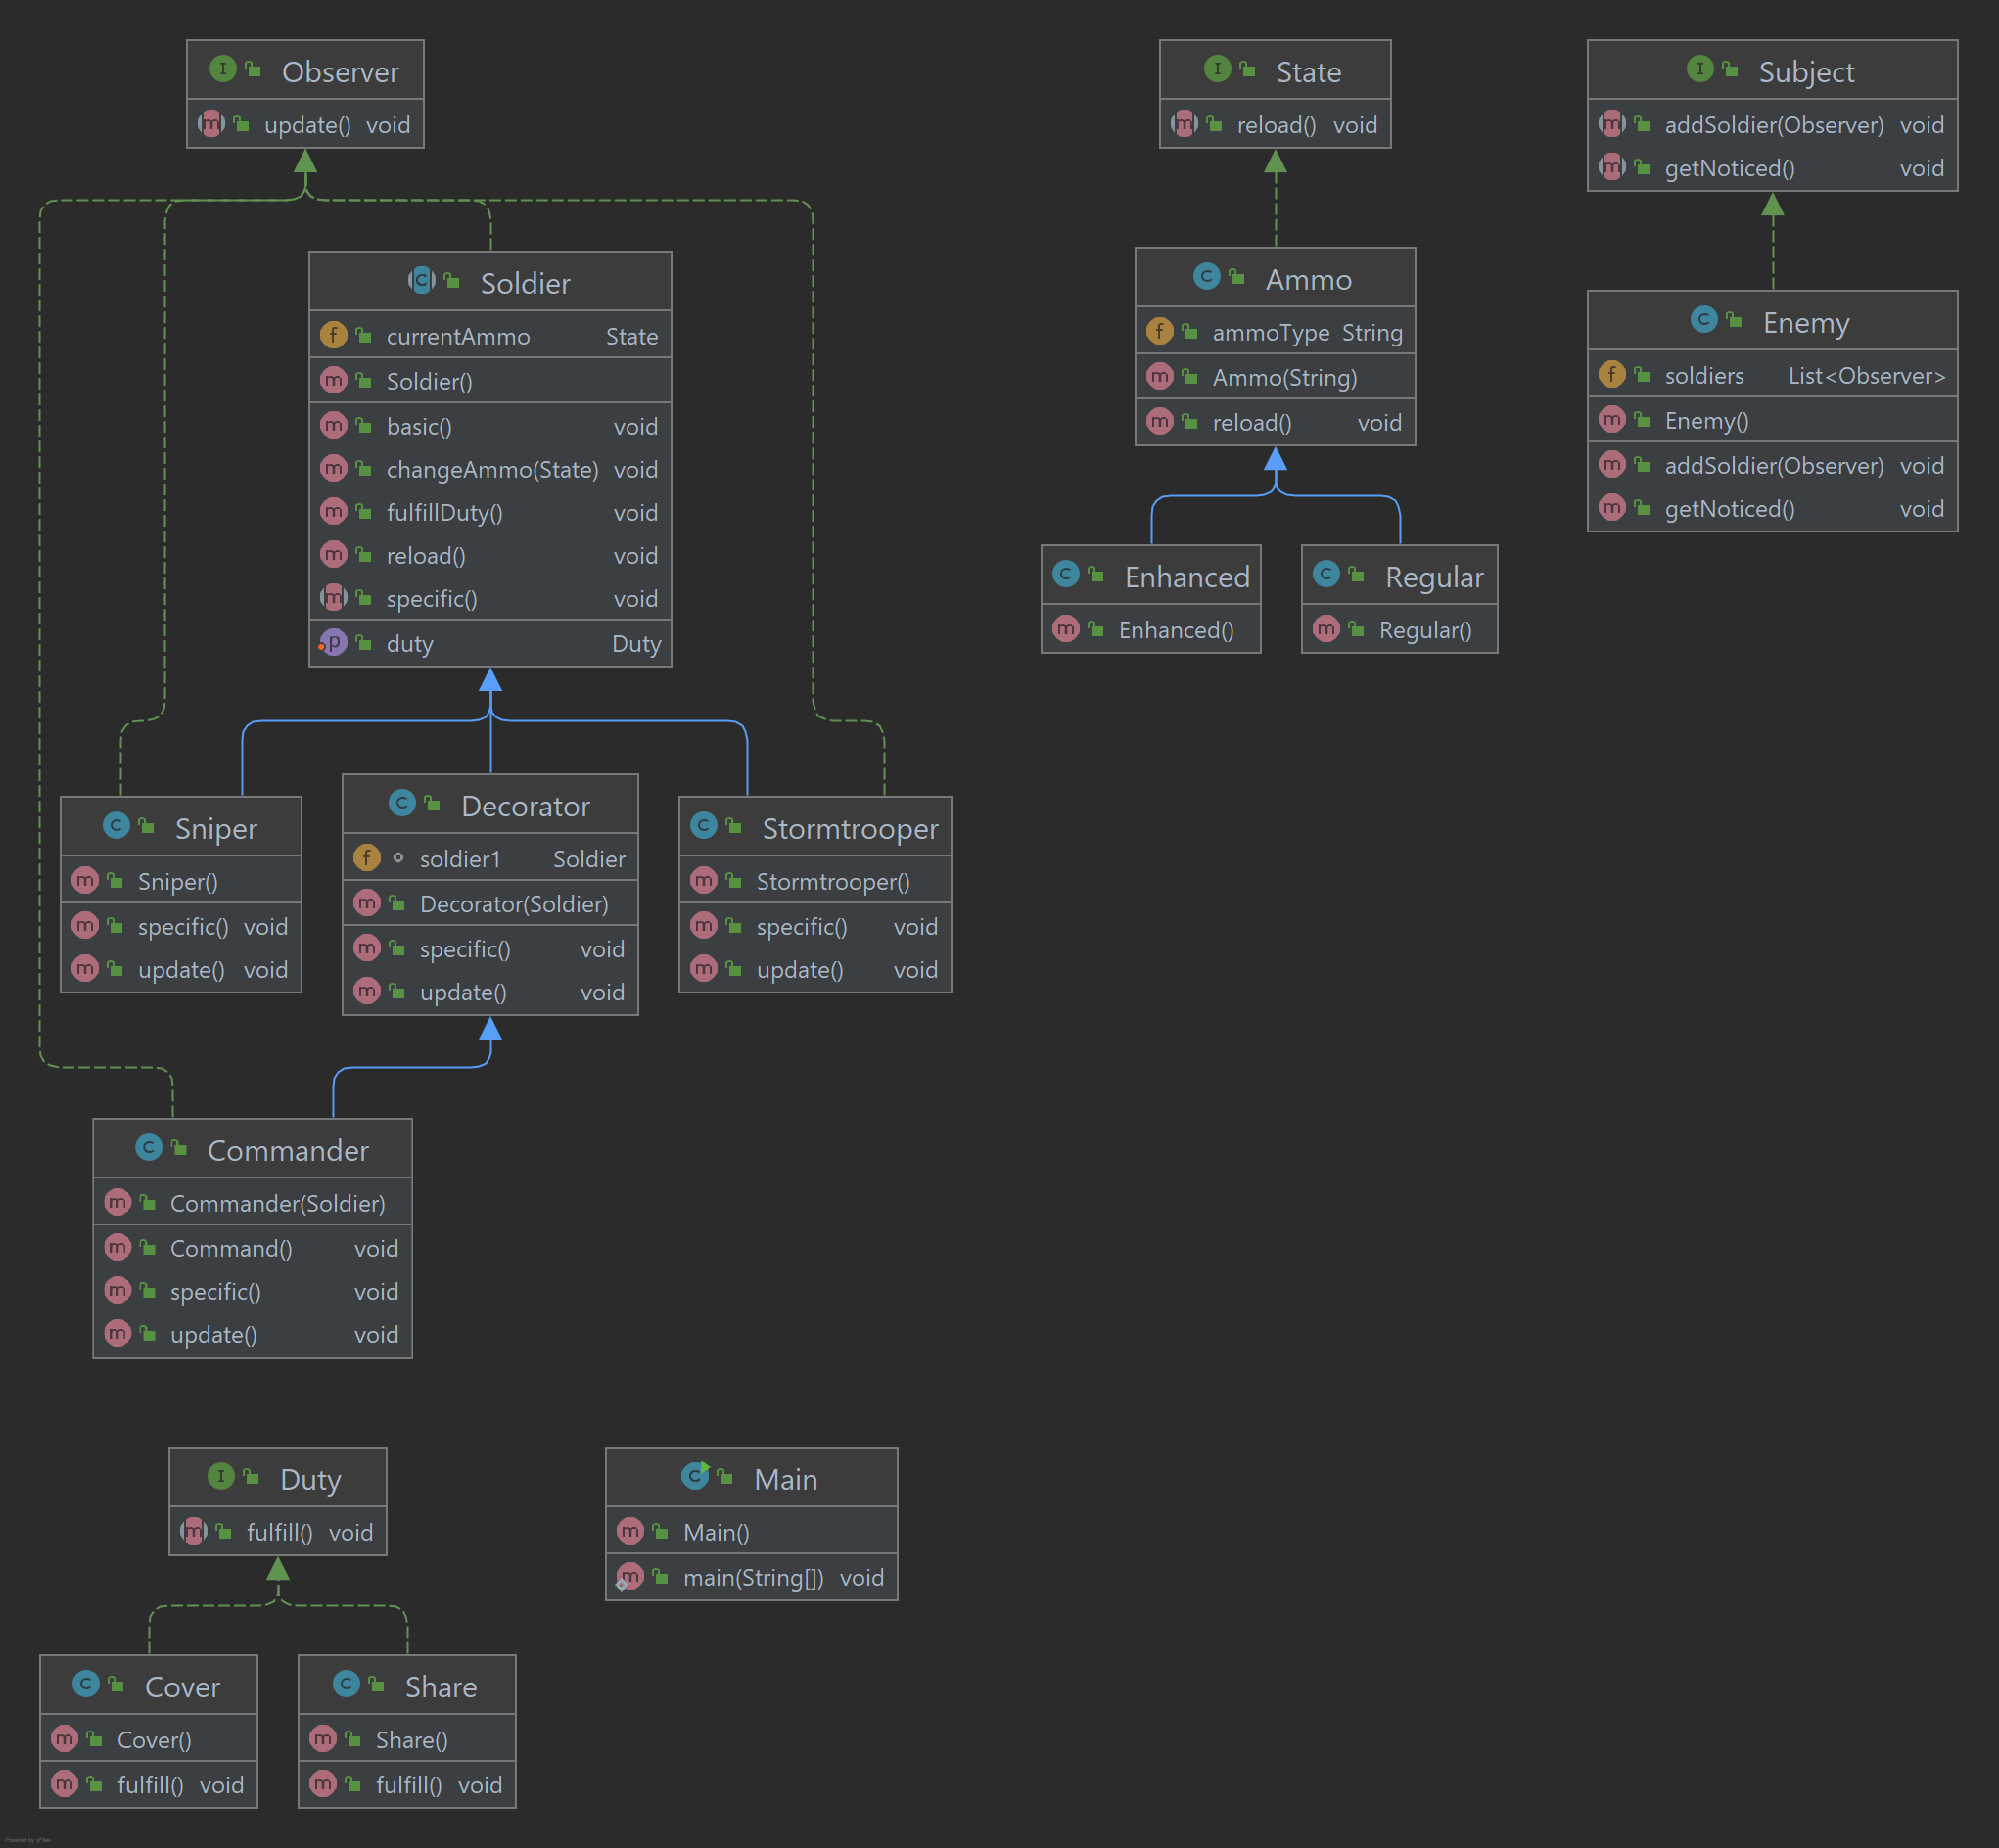 Observer
update() void
State
reload() void
Subject
addSoldier(Observer) void
getNoticed() void
Soldier
currentAmmo State
Soldier()
basic() void
changeAmmo(State) void
fulfillDuty() void
reload() void
specific() void
duty Duty
Ammo
ammoType String
Ammo(String)
reload() void
Enemy
soldiers List<Observer>
Enemy()
addSoldier(Observer) void
getNoticed() void
Enhanced
Enhanced()
Regular
Regular()
Sniper
Sniper()
specific() void
update() void
Decorator
soldier1 Soldier
Decorator(Soldier)
specific() void
update() void
Stormtrooper
Stormtrooper()
specific() void
update() void
Commander
Commander(Soldier)
Command() void
specific() void
update() void
Duty
fulfill() void
Main
Main()
main(String[]) void
Cover
Cover()
fulfill() void
Share
Share()
fulfill() void
Powered by yFiles